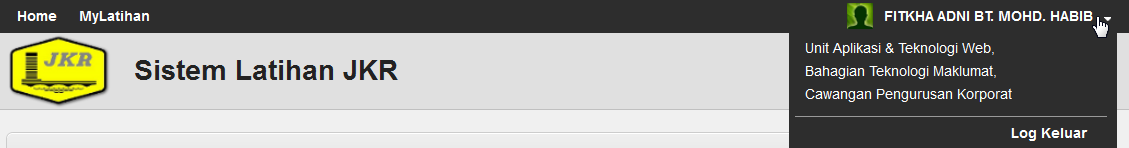 Home MyLatihan FITKHA ADNI BT. MOHD. HABIB
JKR Sistem Latihan JKR
Unit Aplikasi & Teknologi Web,
Bahagian Teknologi Maklumat,
Cawangan Pengurusan Korporat
Log Keluar